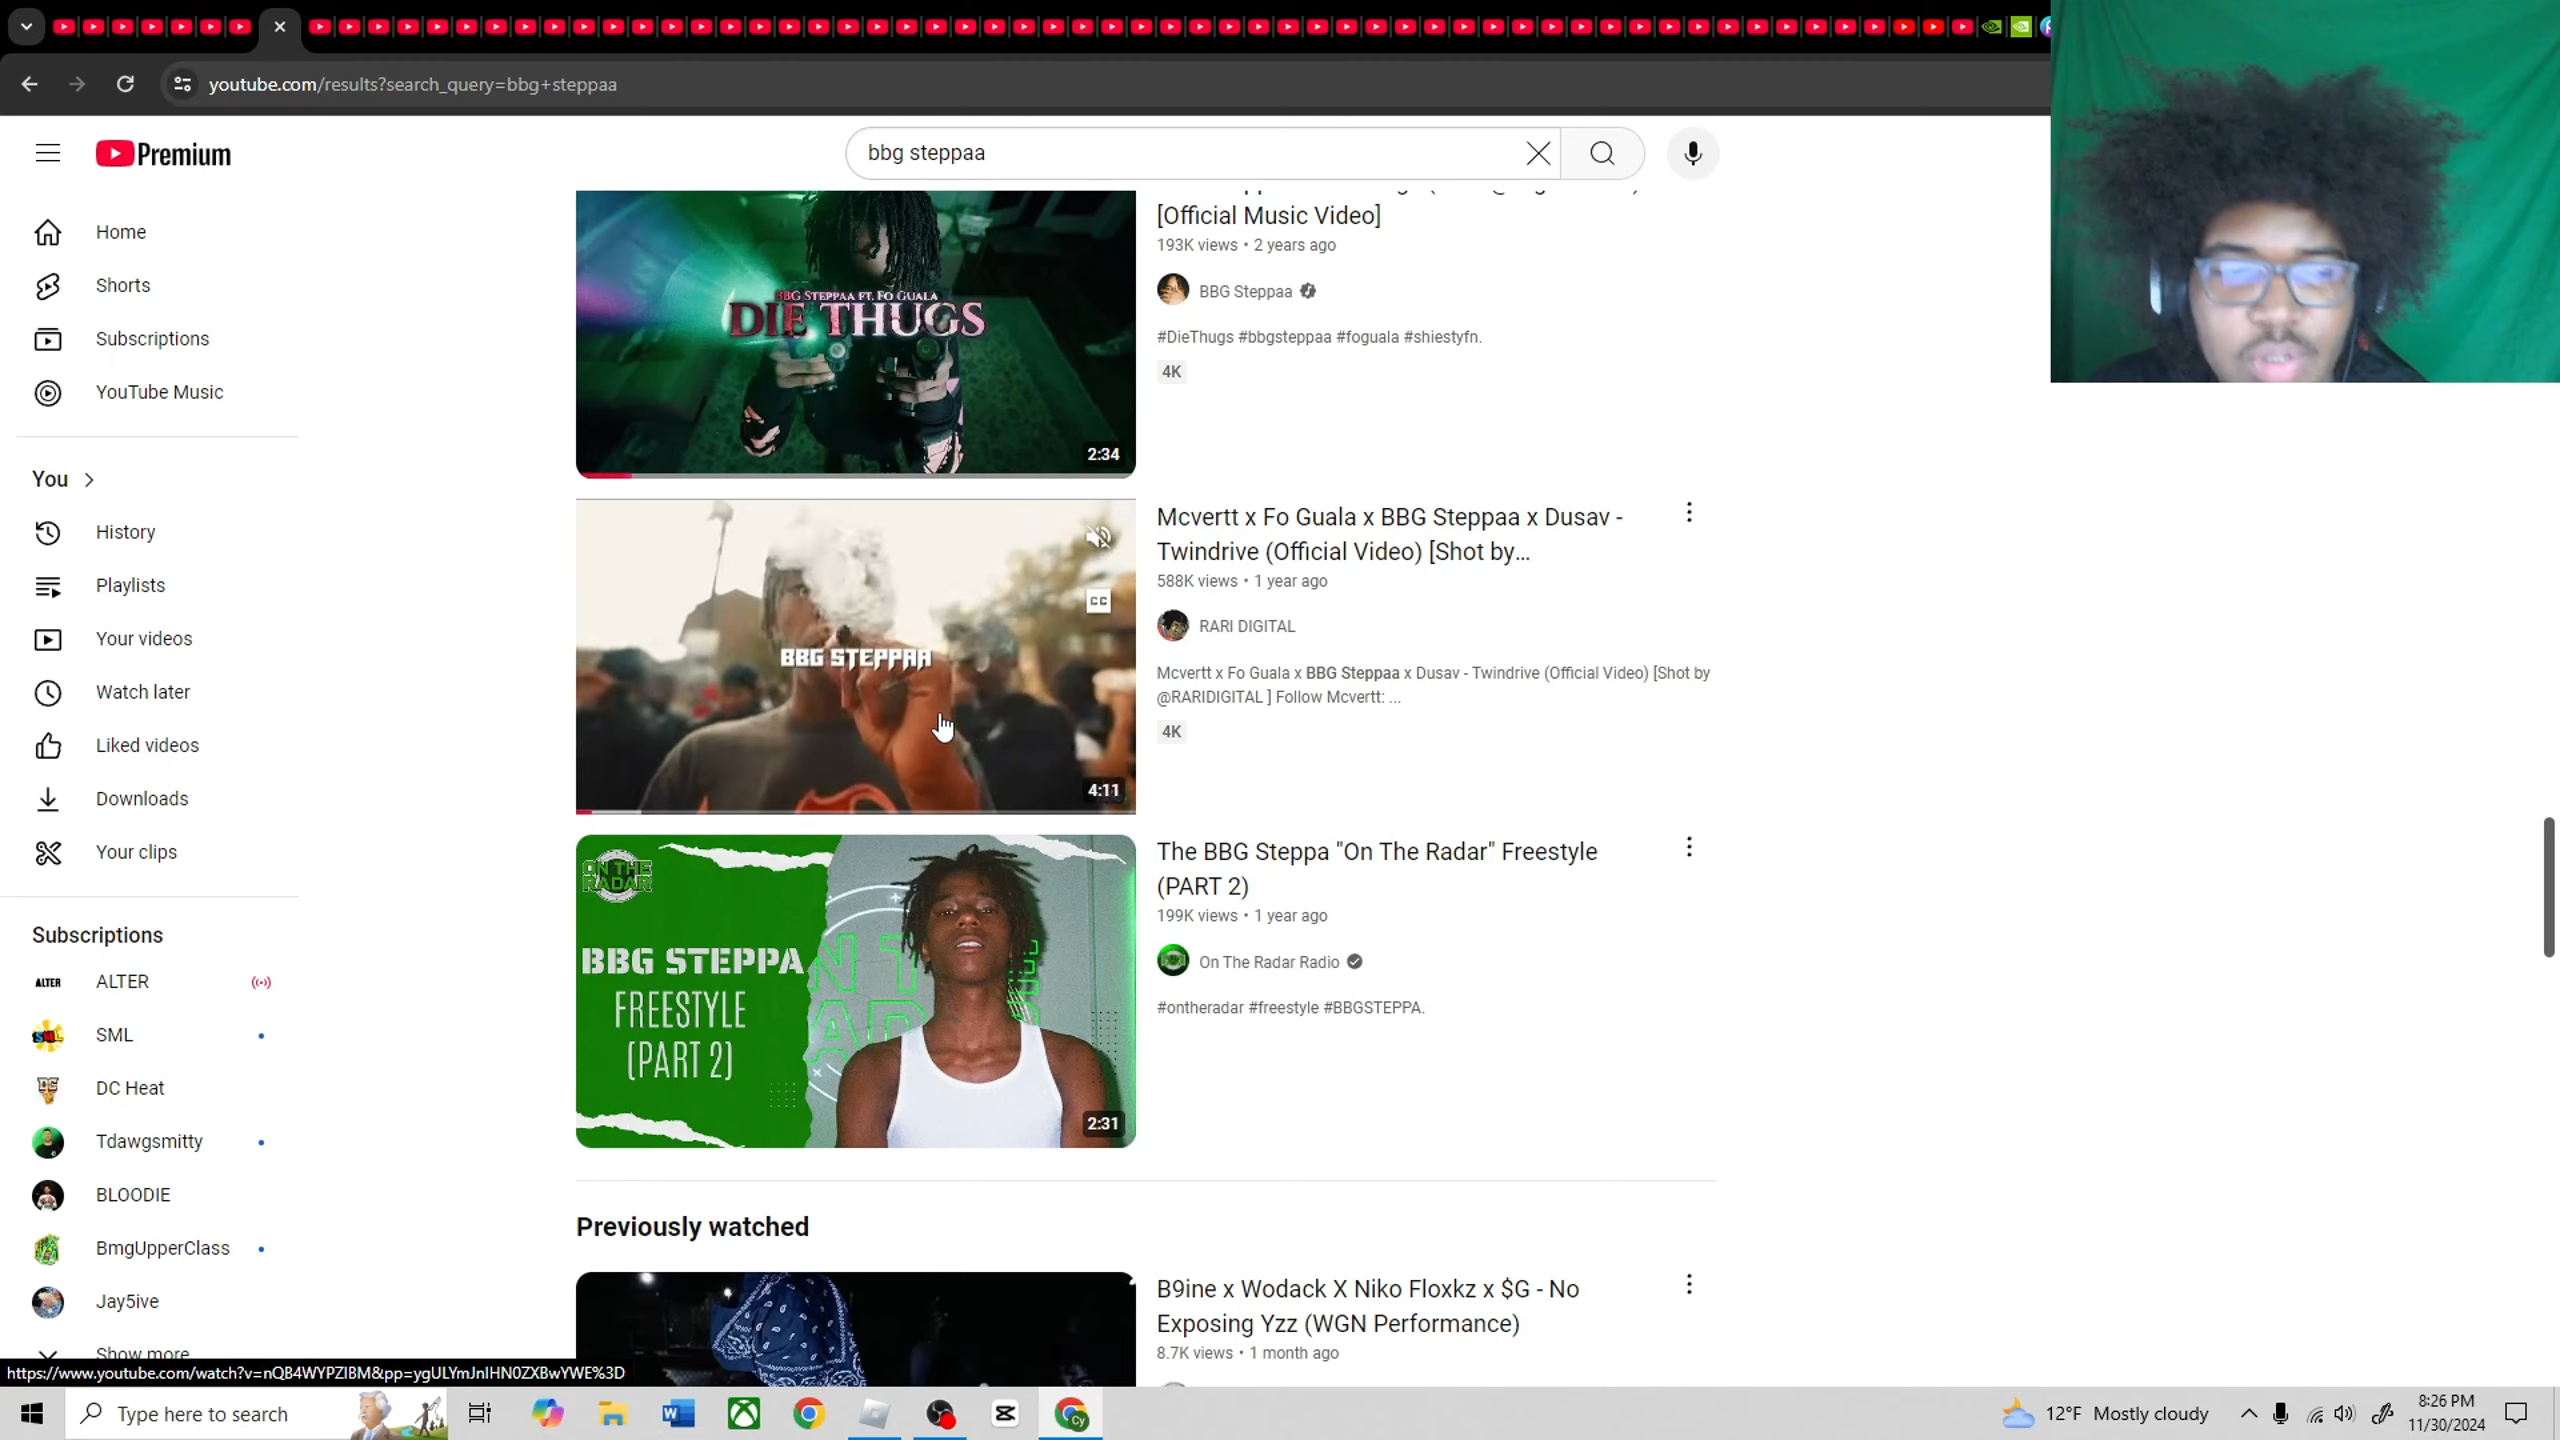 youtube.com/results?search_query=bbg+steppaa
Premium
bbg steppaa
Home
Shorts
Subscriptions
YouTube Music
You
History
Playlists
Your videos
Watch later
Liked videos
Downloads
Your clips
Subscriptions
ALTER
ALTER
SML
DC Heat
Tdawgsmitty
BLOODIE
BmgUpperClass
Jay5ive
Show more
BBG STEPPAA FT. FO GUALA
DIE THUGS
2:34
[Official Music Video]
193K views • 2 years ago
BBG Steppaa
#DieThugs #bbgsteppaa #foguala #shiestyfn.
4K
CC
BBG STEPPAA
4:11
Mcvertt x Fo Guala x BBG Steppaa x Dusav -
Twindrive (Official Video) [Shot by...
588K views • 1 year ago
RARI DIGITAL
Mcvertt x Fo Guala x BBG Steppaa x Dusav - Twindrive (Official Video) [Shot by
@RARIDIGITAL ] Follow Mcvertt: ...
4K
ON THE
RADAR
BBG STEPPA
FREESTYLE
(PART 2)
2:31
The BBG Steppa "On The Radar" Freestyle
(PART 2)
199K views • 1 year ago
On The Radar Radio
#ontheradar #freestyle #BBGSTEPPA.
Previously watched
B9ine x Wodack X Niko Floxkz x $G - No
Exposing Yzz (WGN Performance)
8.7K views • 1 month ago
https://www.youtube.com/watch?v=nQB4WYPZIBM&pp=ygULYmJnIHN0ZXBwYWE%3D
Type here to search
Cy
12°F Mostly cloudy
8:26 PM
11/30/2024